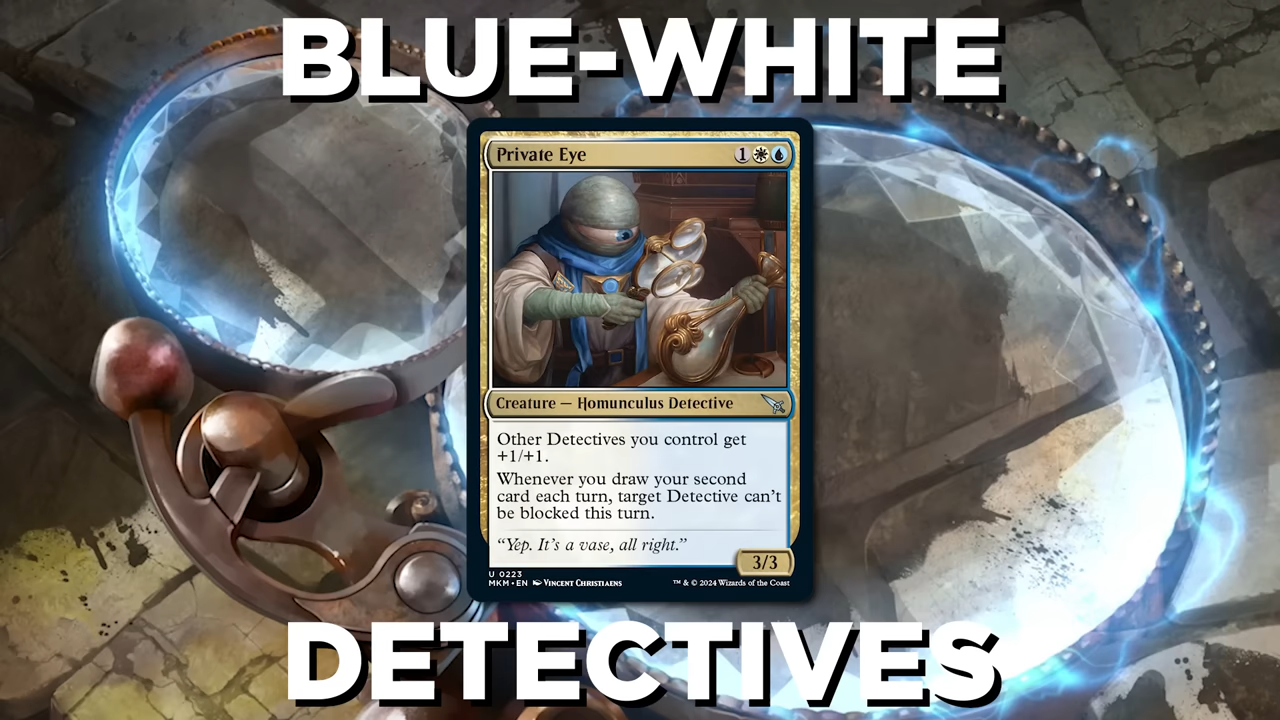 BLUE-WHITE
Private Eye 1
Creature — Homunculus Detective
Other Detectives you control get
+1/+1.
Whenever you draw your second
card each turn, target Detective can't
be blocked this turn.
"Yep. It's a vase, all right."
3/3
U 0223
MKM • EN VINCENT CHRISTIAENS ™ & © 2024 Wizards of the Coast
DETECTIVES